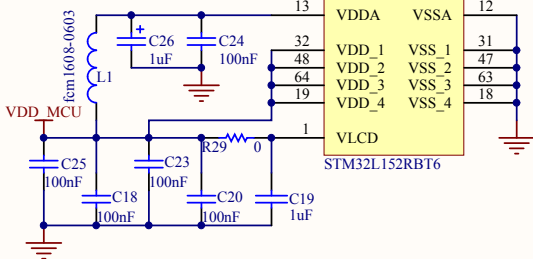 13 VDDA VSSA 12
+
C26
1uF
C24
100nF
fcm1608-0603
L1
32 VDD_1 VSS_1 31
48 VDD_2 VSS_2 47
64 VDD_3 VSS_3 63
19 VDD_4 VSS_4 18
VDD_MCU
R29 0
1 VLCD
STM32L152RBT6
C25
100nF
C23
100nF
C18
100nF
C20
100nF
C19
1uF